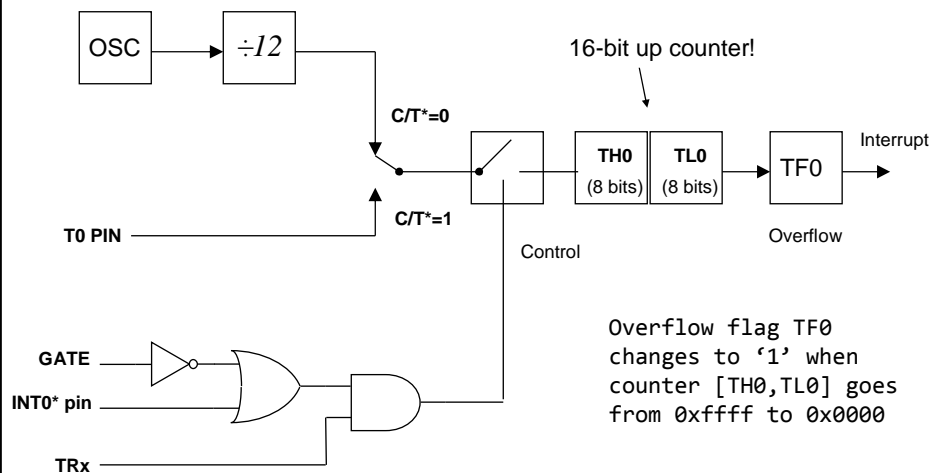 OSC
÷12
16-bit up counter!
C/T*=0
TH0
(8 bits)
TL0
(8 bits)
TF0
Interrupt
C/T*=1
T0 PIN
Overflow
Control
GATE
INT0* pin
TRx
Overflow flag TF0
changes to ‘1’ when
counter [TH0,TL0] goes
from 0xffff to 0x0000